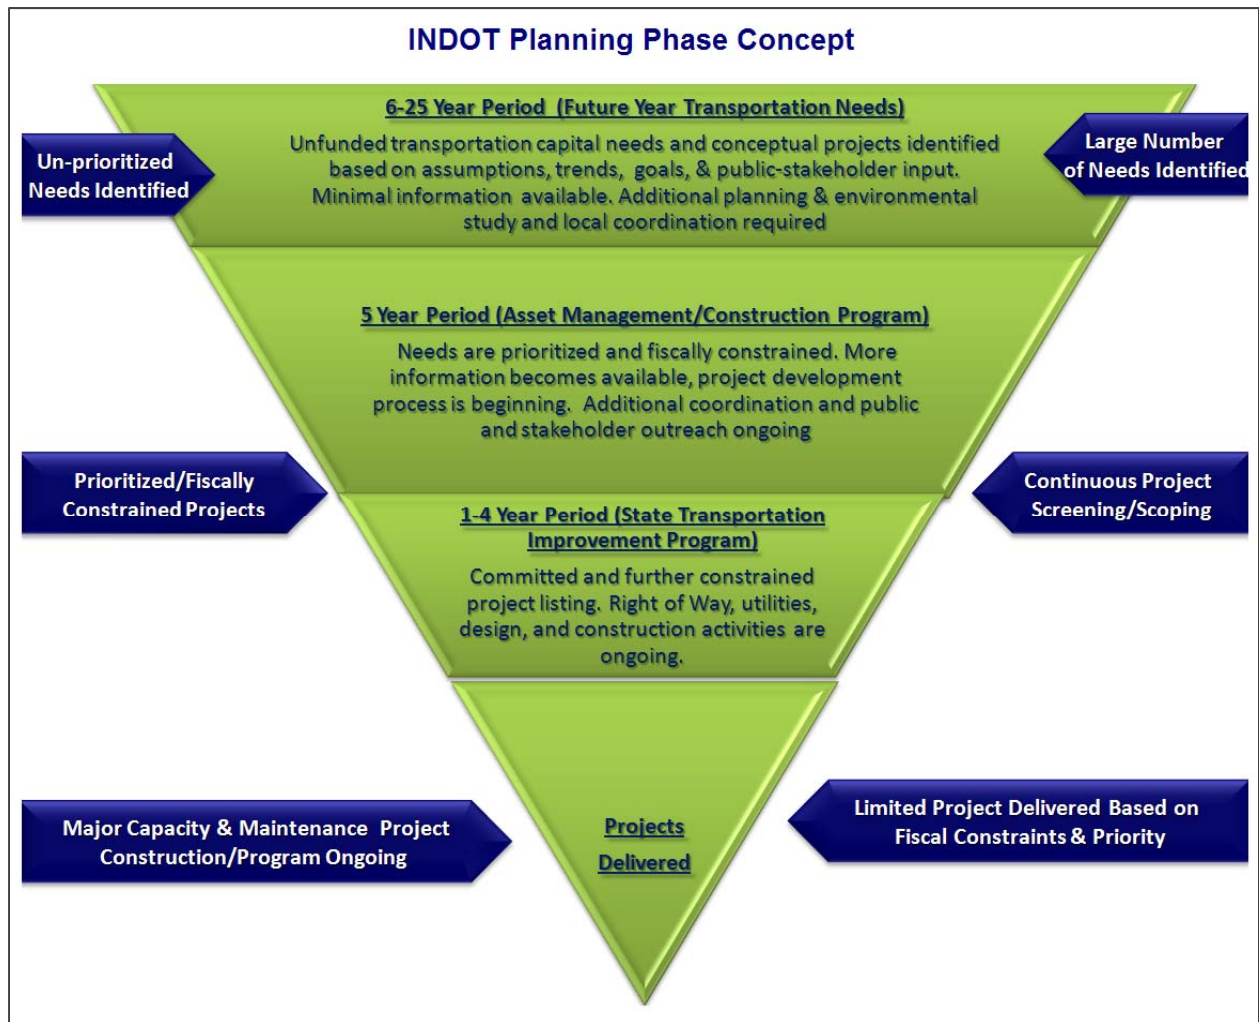 INDOT Planning Phase Concept
6-25 Year Period (Future Year Transportation Needs)
Unfunded transportation capital needs and conceptual projects identified
based on assumptions, trends, goals, & public-stakeholder input.
Minimal information available. Additional planning & environmental
study and local coordination required
Un-prioritized
Needs Identified
Large Number
of Needs Identified
5 Year Period (Asset Management/Construction Program)
Needs are prioritized and fiscally constrained. More
information becomes available, project development
process is beginning. Additional coordination and public
and stakeholder outreach ongoing
Prioritized/Fiscally
Constrained Projects
Continuous Project
Screening/Scoping
1-4 Year Period (State Transportation
Improvement Program)
Committed and further constrained
project listing. Right of Way, utilities,
design, and construction activities are
ongoing.
Major Capacity & Maintenance Project
Construction/Program Ongoing
Projects
Delivered
Limited Project Delivered Based on
Fiscal Constraints & Priority